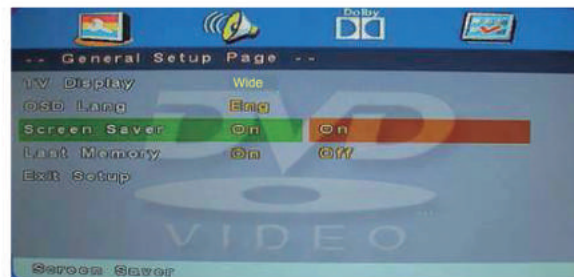 Dolby
-- General Setup Page --
TV Display Wide
OSD Lang Eng
Screen Saver On On
Last Memory On Off
Exit Setup
DVD
VIDEO
Screen Saver